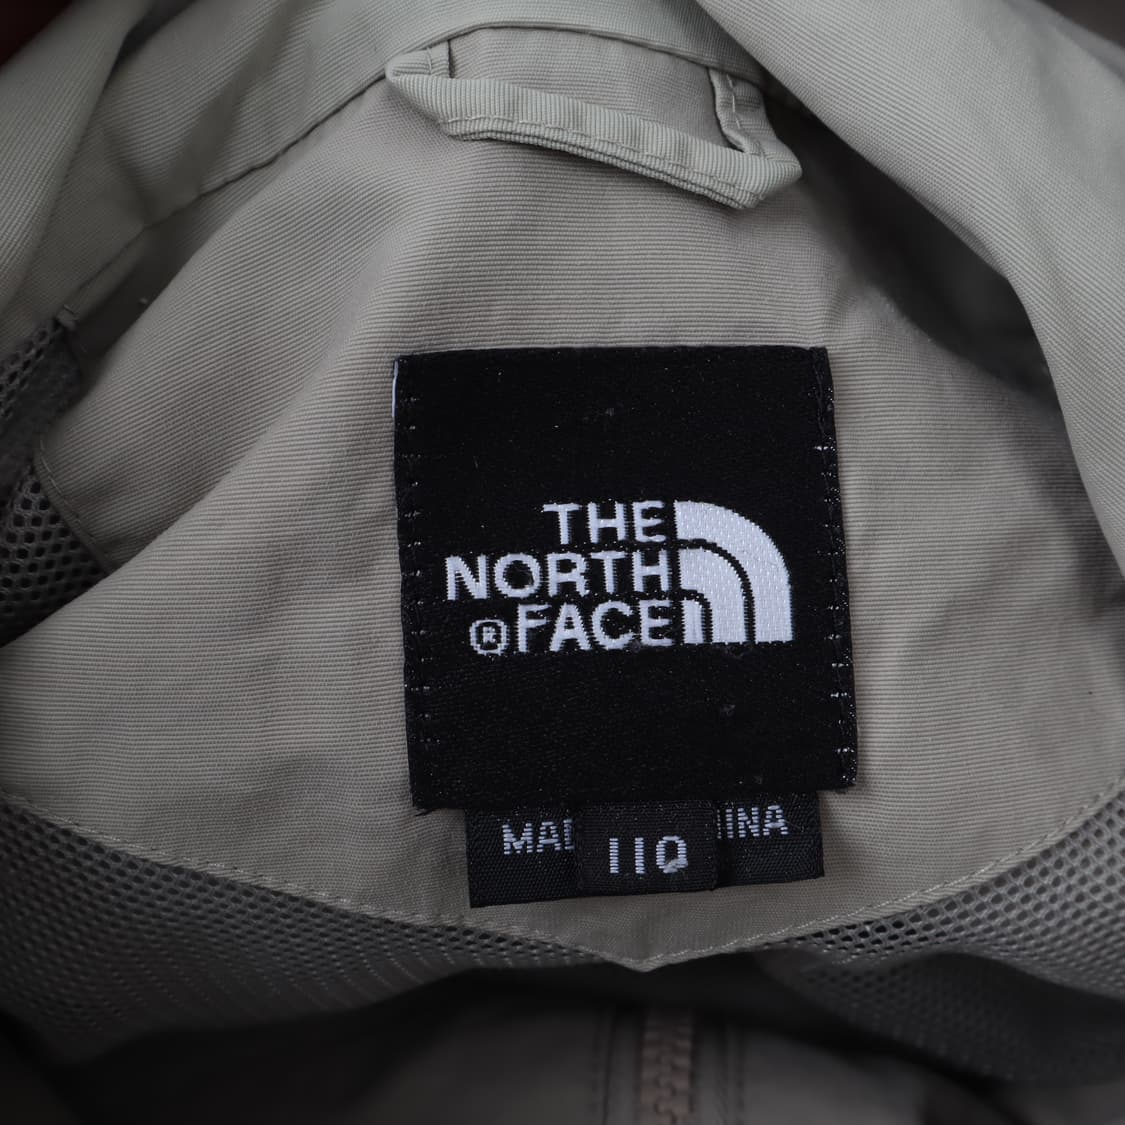 THE
NORTH
® FACE
MAD 110 INA